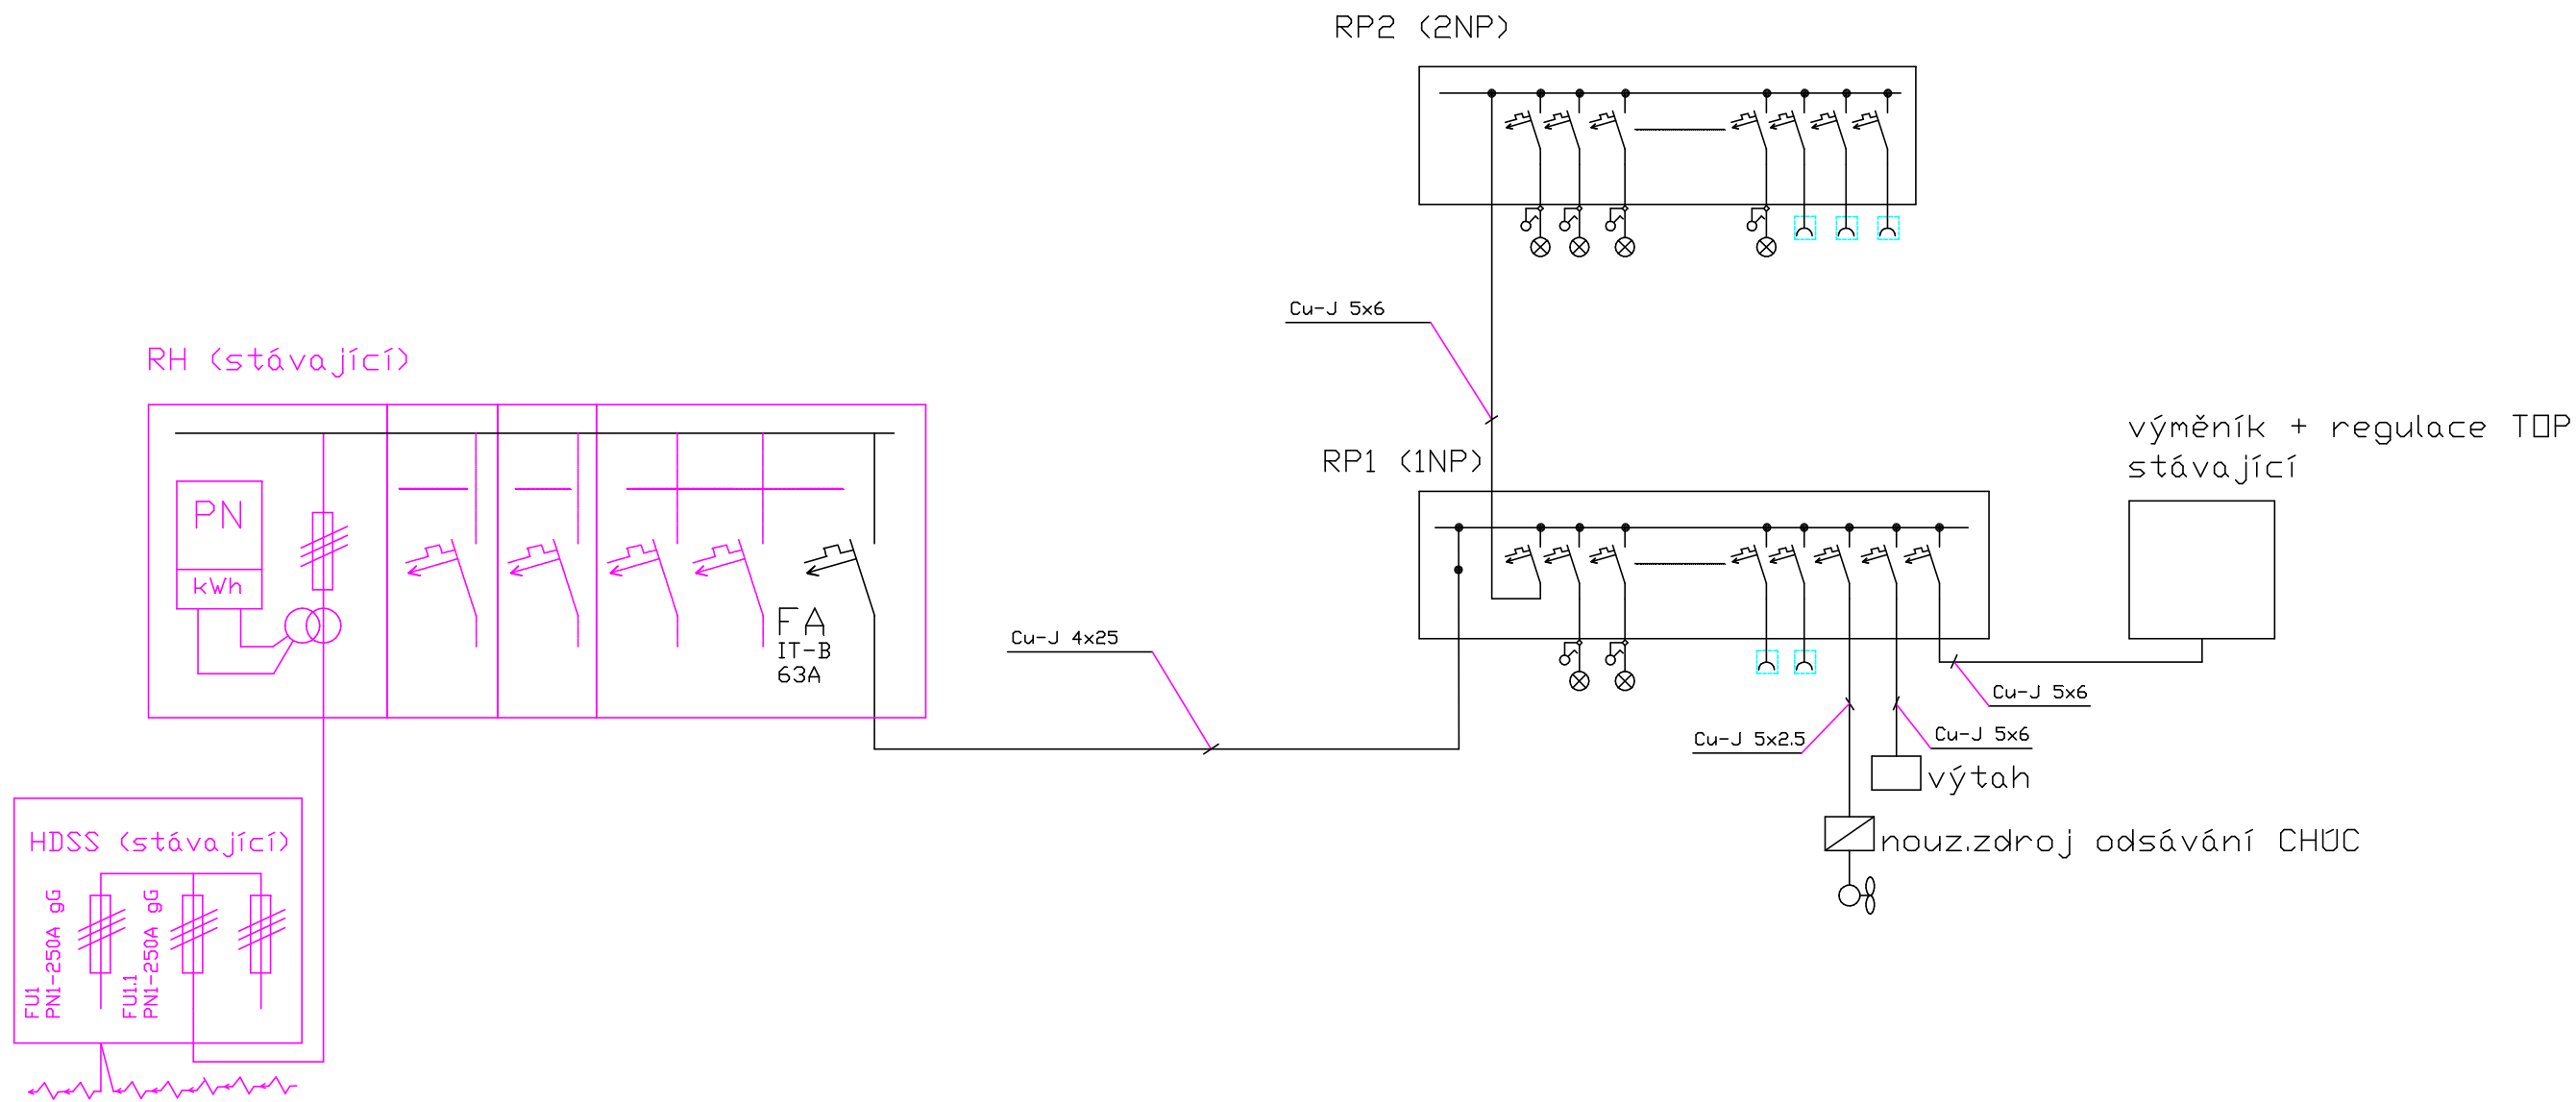 RP2 (2NP)
Cu-J 5x6
RH (stávající)
výměník + regulace TOP
stávající
RP1 (1NP)
PN
kWh
FA
IT-B
63A
Cu-J 4x25
Cu-J 5x6
Cu-J 5x2.5
Cu-J 5x6
výtah
nouz.zdroj odsávání CHÚC
HDSS (stávající)
FU1
PN1-250A gG
FU1.1
PN1-250A gG